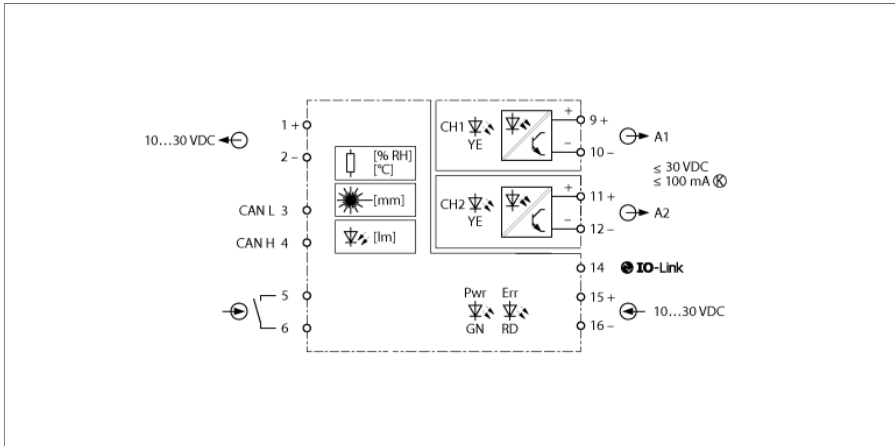 10...30 VDC
1 +
2 –
CAN L 3
CAN H 4
5
6
[% RH]
[°C]
[mm]
[lm]
CH1
YE
+
–
9 +
10 –
A1
≤ 30 VDC
≤ 100 mA Ⓚ
CH2
YE
+
–
11 +
12 –
A2
14 IO-Link
Pwr Err
GN RD
15 +
16 –
10...30 VDC